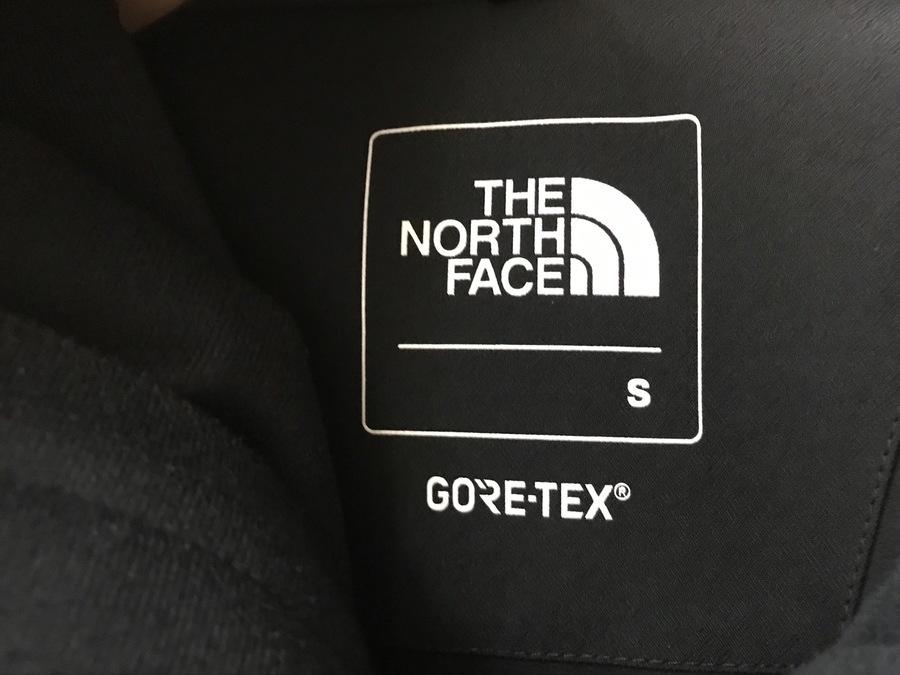 THE
NORTH
FACE
S
GORE-TEX®